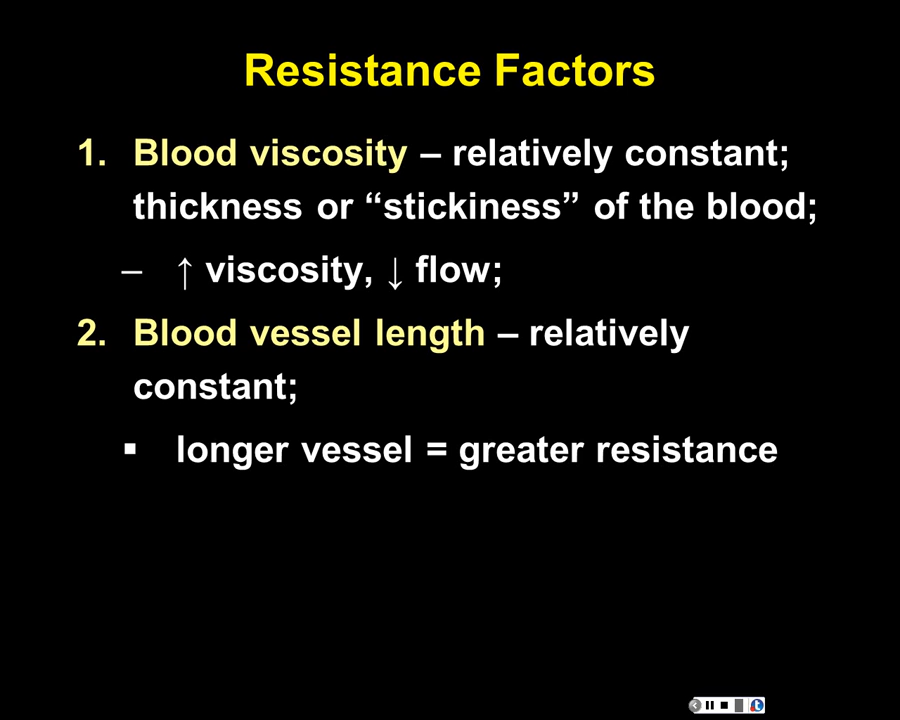 Resistance Factors
1. Blood viscosity – relatively constant;
thickness or “stickiness” of the blood;
– ↑ viscosity, ↓ flow;
2. Blood vessel length – relatively
constant;
▪ longer vessel = greater resistance